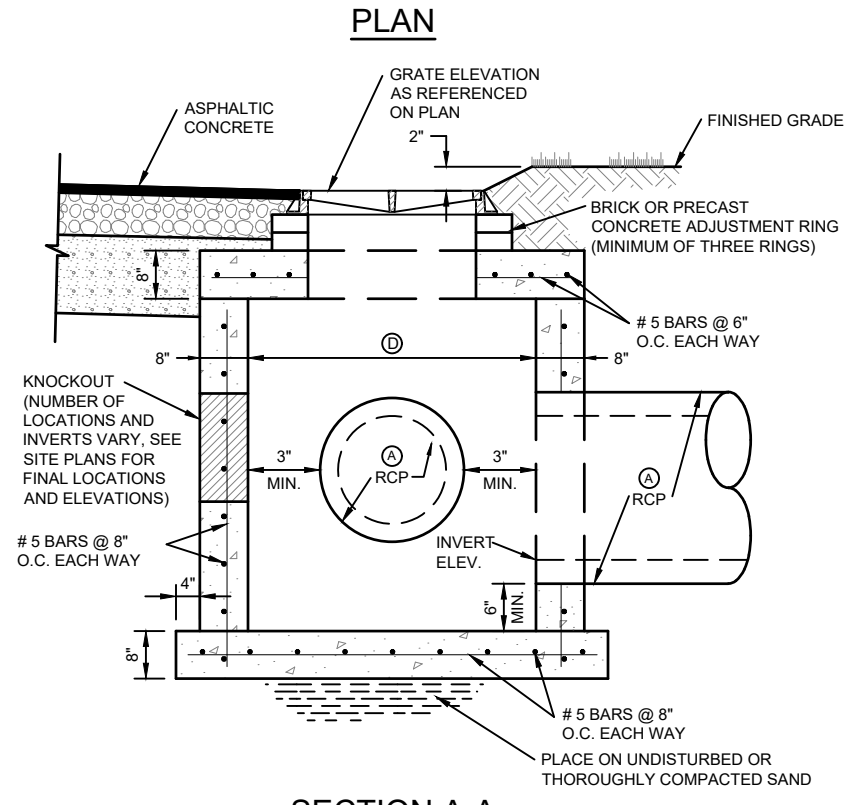 PLAN
GRATE ELEVATION
AS REFERENCED
ON PLAN
ASPHALTIC
CONCRETE
2"
FINISHED GRADE
BRICK OR PRECAST
CONCRETE ADJUSTMENT RING
(MINIMUM OF THREE RINGS)
8"
# 5 BARS @ 6"
O.C. EACH WAY
8"
D
8"
KNOCKOUT
(NUMBER OF
LOCATIONS AND
INVERTS VARY, SEE
SITE PLANS FOR
FINAL LOCATIONS
AND ELEVATIONS)
3"
MIN.
A
RCP
3"
MIN.
A
RCP
# 5 BARS @ 8"
O.C. EACH WAY
INVERT
ELEV.
4"
6"
MIN.
8"
# 5 BARS @ 8"
O.C. EACH WAY
PLACE ON UNDISTURBED OR
THOROUGHLY COMPACTED SAND
SECTION A-A